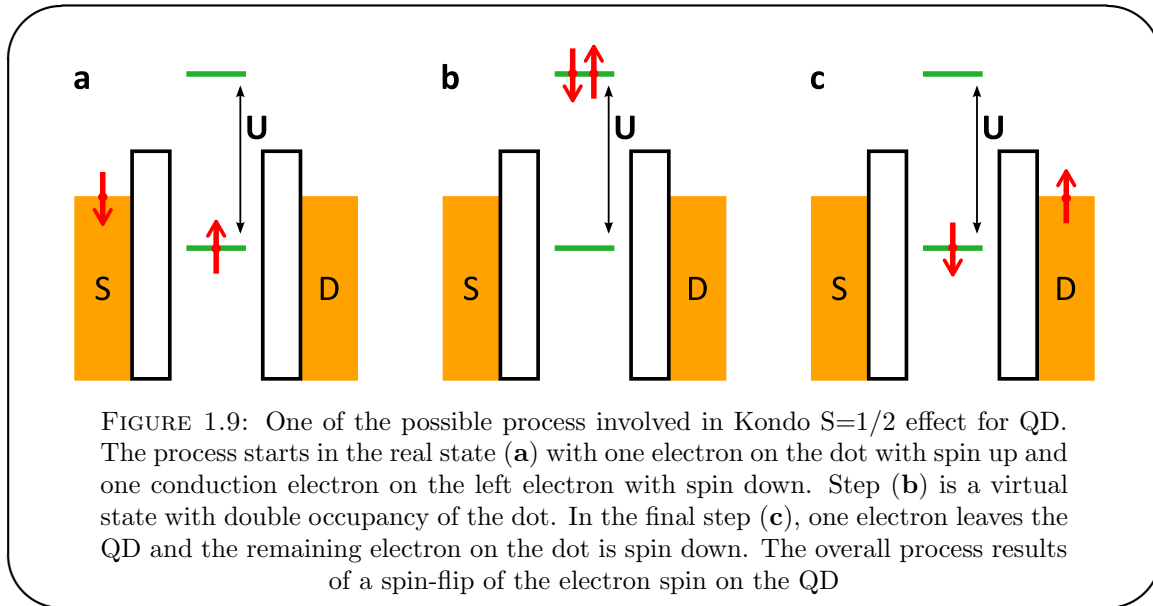 a b c
U U U
S D S D S D
FIGURE 1.9: One of the possible process involved in Kondo S=1/2 effect for QD.
The process starts in the real state (a) with one electron on the dot with spin up and
one conduction electron on the left electron with spin down. Step (b) is a virtual
state with double occupancy of the dot. In the final step (c), one electron leaves the
QD and the remaining electron on the dot is spin down. The overall process results
of a spin-flip of the electron spin on the QD